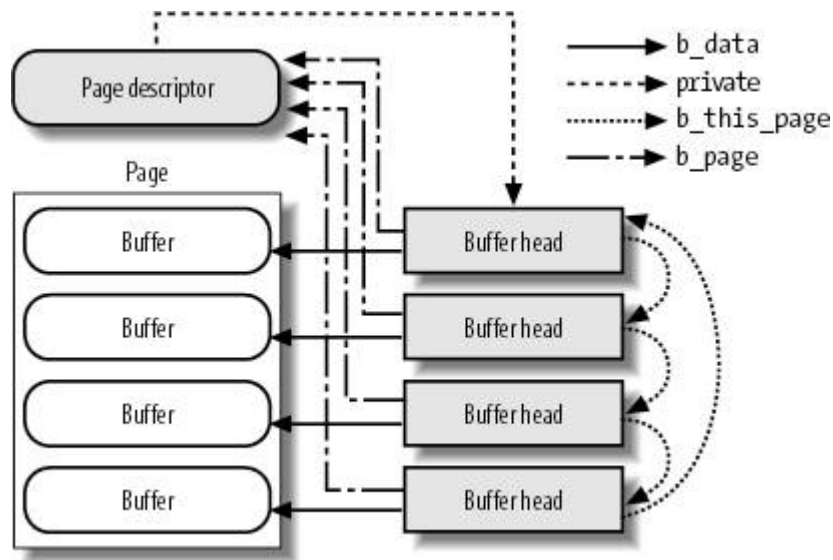 b_data
private
b_this_page
b_page
Page descriptor
Page
Buffer
Buffer head
Buffer
Buffer head
Buffer
Buffer head
Buffer
Buffer head